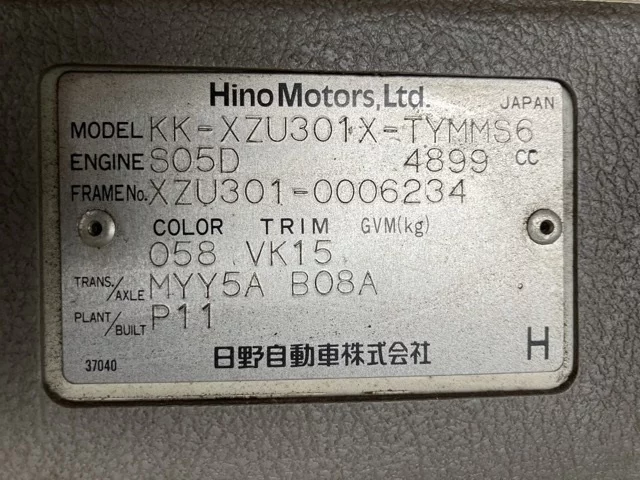 Hino Motors, Ltd. JAPAN
MODEL KK-XZU301X-TYMMS6
ENGINE S05D 4899 CC
FRAME No. XZU301-0006234
COLOR TRIM GVM(kg)
058 VK15
TRANS./AXLE MYY5A B08A
PLANT/BUILT P11
37040 日野自動車株式会社 H